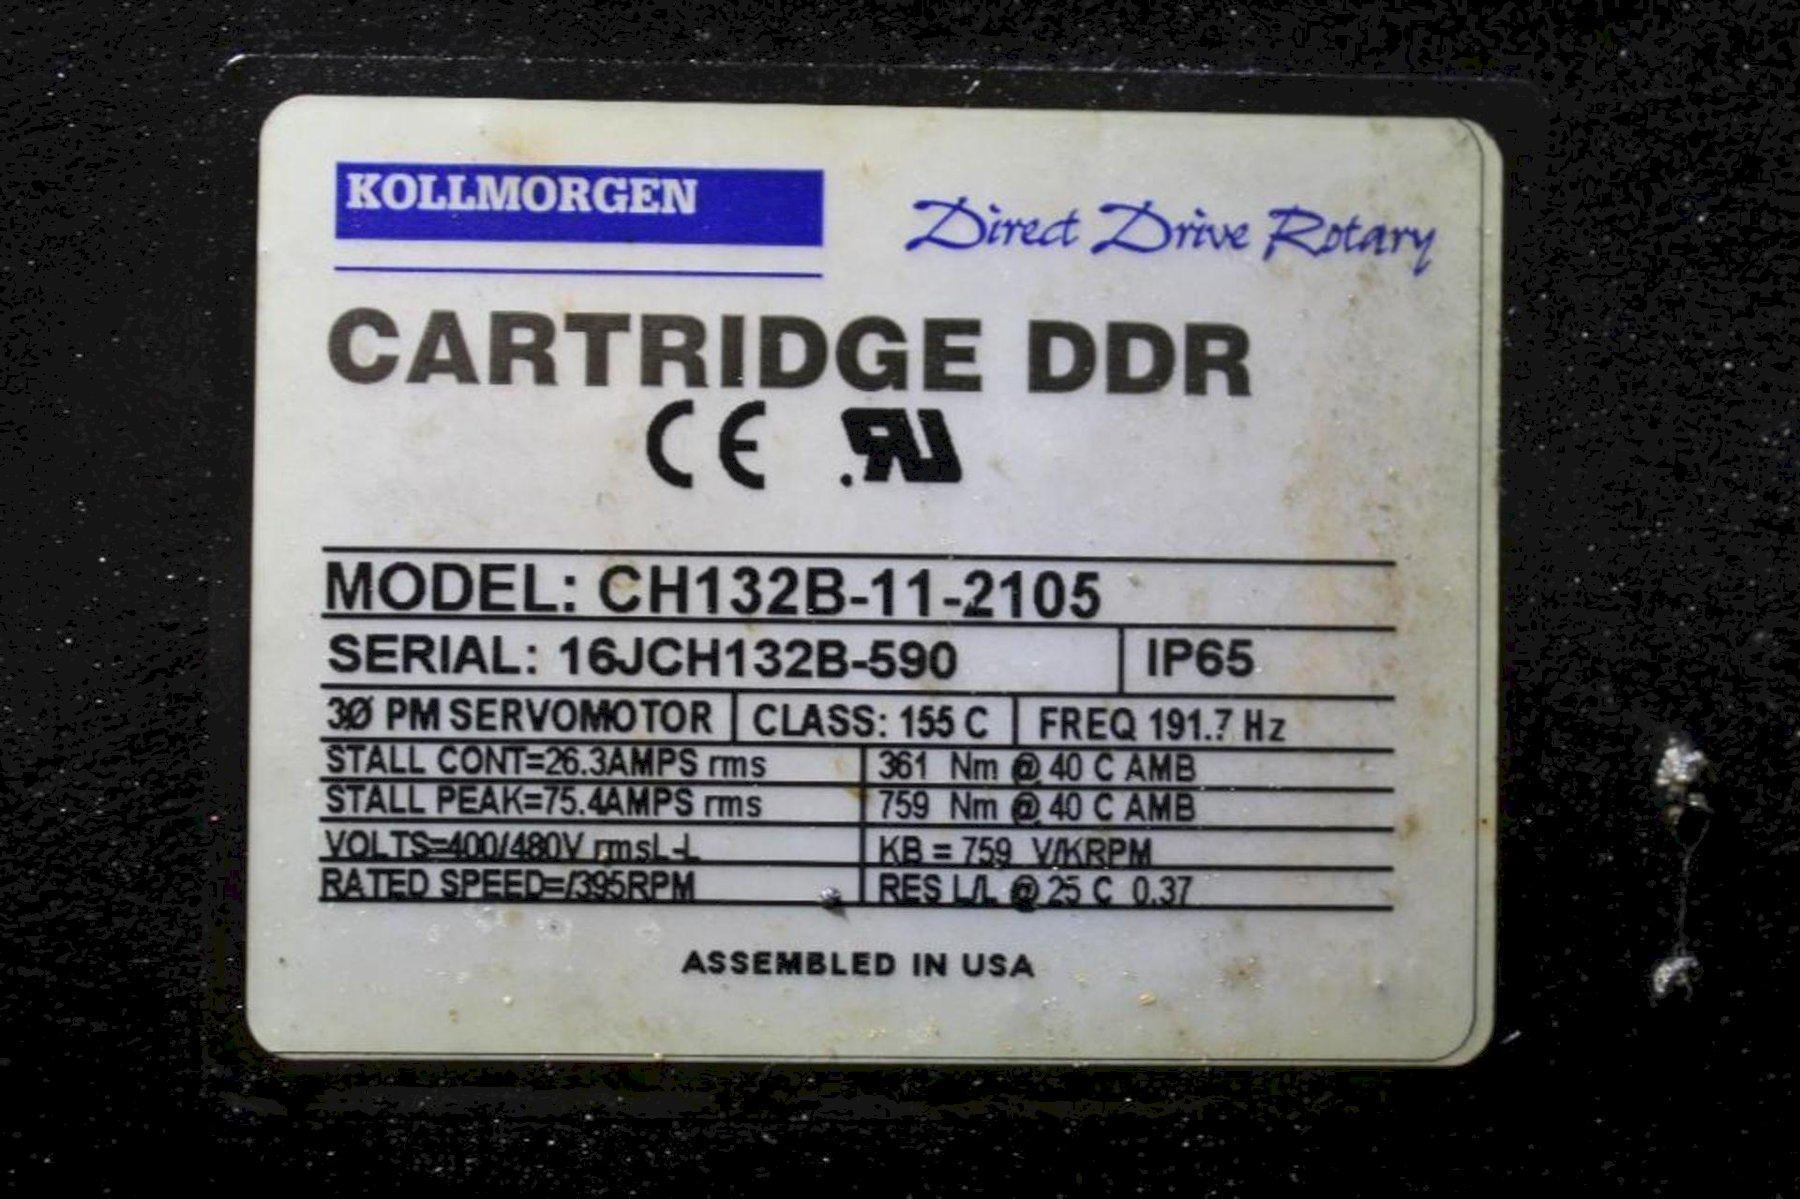 KOLLMORGEN
Direct Drive Rotary
CARTRIDGE DDR
CE RU
MODEL: CH132B-11-2105
SERIAL: 16JCH132B-590 IP65
3Ø PM SERVOMOTOR CLASS: 155 C FREQ 191.7 Hz
STALL CONT=26.3AMPS rms 361 Nm @ 40 C AMB
STALL PEAK=75.4AMPS rms 759 Nm @ 40 C AMB
VOLTS=400/480V rmsL-L KB = 759 V/KRPM
RATED SPEED=/395RPM RES L/L @ 25 C 0.37
ASSEMBLED IN USA